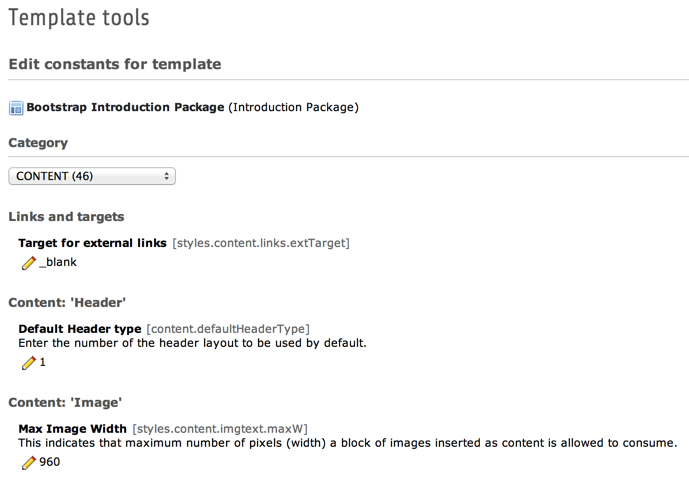 Template tools
Edit constants for template
Bootstrap Introduction Package (Introduction Package)
Category
CONTENT (46)
Links and targets
Target for external links [styles.content.links.extTarget]
_blank
Content: 'Header'
Default Header type [content.defaultHeaderType]
Enter the number of the header layout to be used by default.
1
Content: 'Image'
Max Image Width [styles.content.imgtext.maxW]
This indicates that maximum number of pixels (width) a block of images inserted as content is allowed to consume.
960